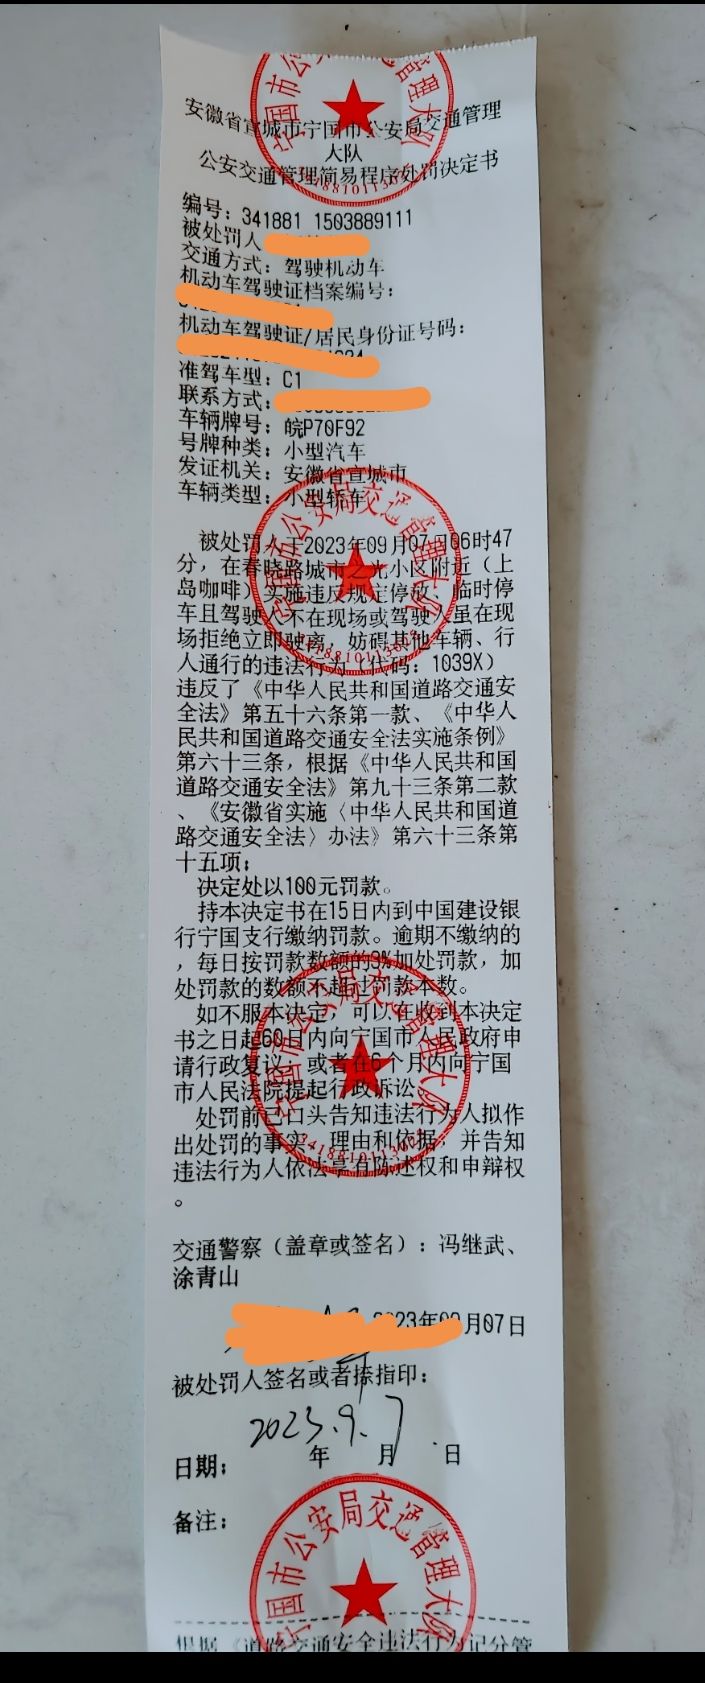 安徽省宣城市宁国市公安局交通管理
大队
公安交通管理简易程序处罚决定书
编号：341881 1503889111
被处罚人
交通方式：驾驶机动车
机动车驾驶证档案编号：
机动车驾驶证/居民身份证号码：
准驾车型：C1
联系方式：
车辆牌号：皖P70F92
号牌种类：小型汽车
发证机关：安徽省宣城市
车辆类型：小型轿车
被处罚人于2023年09月07日06时47
分，在春晓路城市之光小区附近（上
岛咖啡）实施违反规定停放、临时停
车且驾驶人不在现场或驾驶人虽在现
场拒绝立即驶离，妨碍其他车辆、行
人通行的违法行为（代码：1039X）
违反了《中华人民共和国道路交通安
全法》第五十六条第一款、《中华人
民共和国道路交通安全法实施条例》
第六十三条，根据《中华人民共和国
道路交通安全法》第九十三条第二款
、《安徽省实施〈中华人民共和国道
路交通安全法〉办法》第六十三条第
十五项；
决定处以100元罚款。
持本决定书在15日内到中国建设银
行宁国支行缴纳罚款。逾期不缴纳的
，每日按罚款数额的3%加处罚款，加
处罚款的数额不超过罚款本数。
如不服本决定，可以在收到本决定
书之日起60日内向宁国市人民政府申
请行政复议；或者在6个月内向宁国
市人民法院提起行政诉讼。
处罚前已口头告知违法行为人拟作
出处罚的事实、理由和依据，并告知
违法行为人依法享有陈述权和申辩权
。
交通警察（盖章或签名）：冯继武、
涂青山
2023年09月07日
被处罚人签名或者捺指印：
2023.9.7
日期： 年 月 日
备注：
宁国市公安局交通管理大队
根据《道路交通安全违法行为记分管